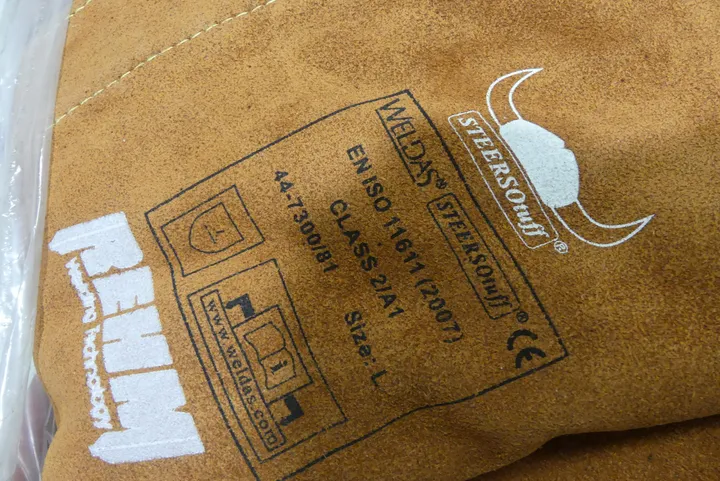 STEERSOtuff®
WELDAS® STEERSOtuff® CE
EN ISO 11611 (2007)
CLASS 2/A1
44-7300/81
Size: L
i
www.weldas.com
REHM
WELDING TECHNOLOGY